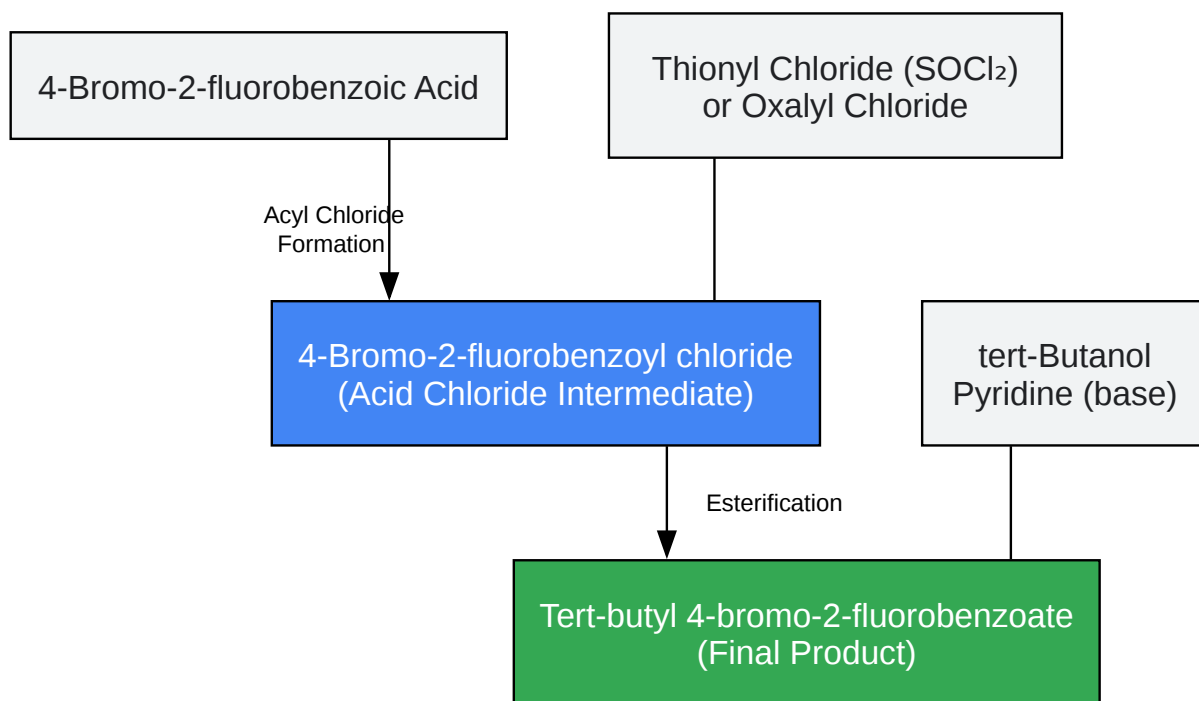 4-Bromo-2-fluorobenzoic Acid
Thionyl Chloride (SOCl₂)
or Oxalyl Chloride
Acyl Chloride
Formation
4-Bromo-2-fluorobenzoyl chloride
(Acid Chloride Intermediate)
tert-Butanol
Pyridine (base)
Esterification
Tert-butyl 4-bromo-2-fluorobenzoate
(Final Product)